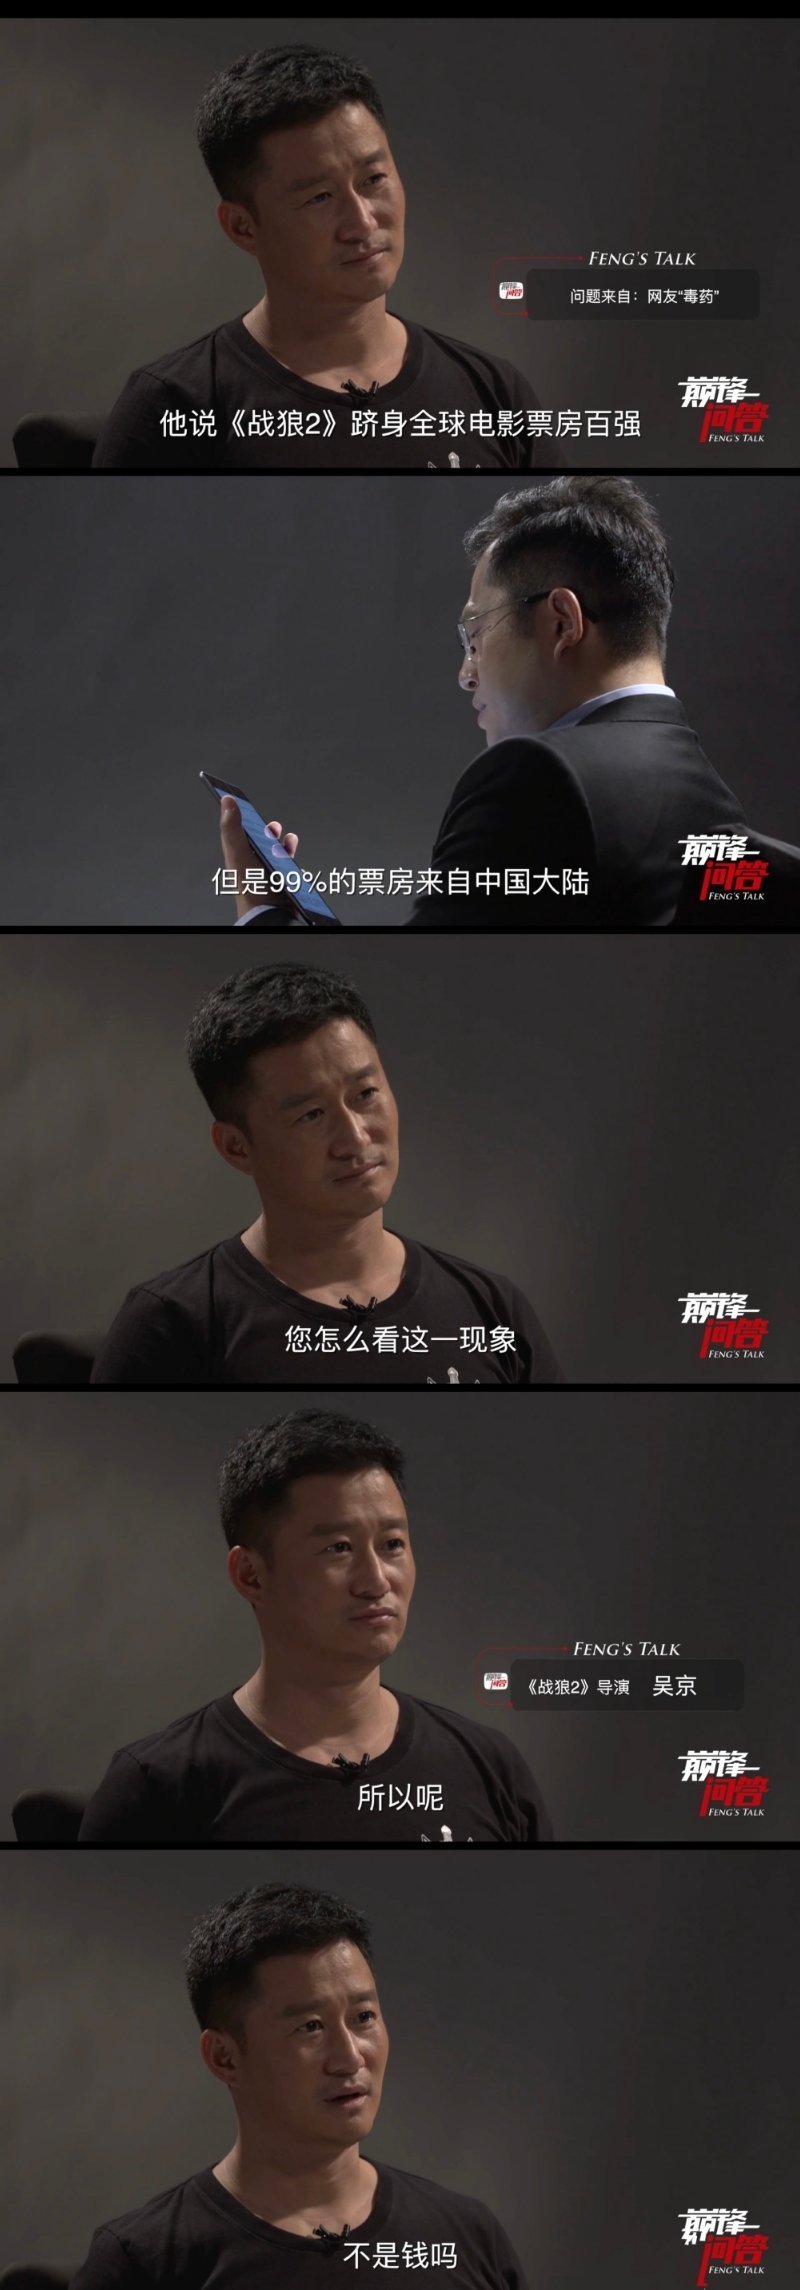 FENG'S TALK
问题来自：网友“毒药”
巅锋
问答
FENG'S TALK
他说《战狼2》跻身全球电影票房百强
巅锋
问答
FENG'S TALK
但是99%的票房来自中国大陆
巅锋
问答
FENG'S TALK
您怎么看这一现象
FENG'S TALK
《战狼2》导演 吴京
巅锋
问答
FENG'S TALK
所以呢
巅锋
问答
FENG'S TALK
不是钱吗